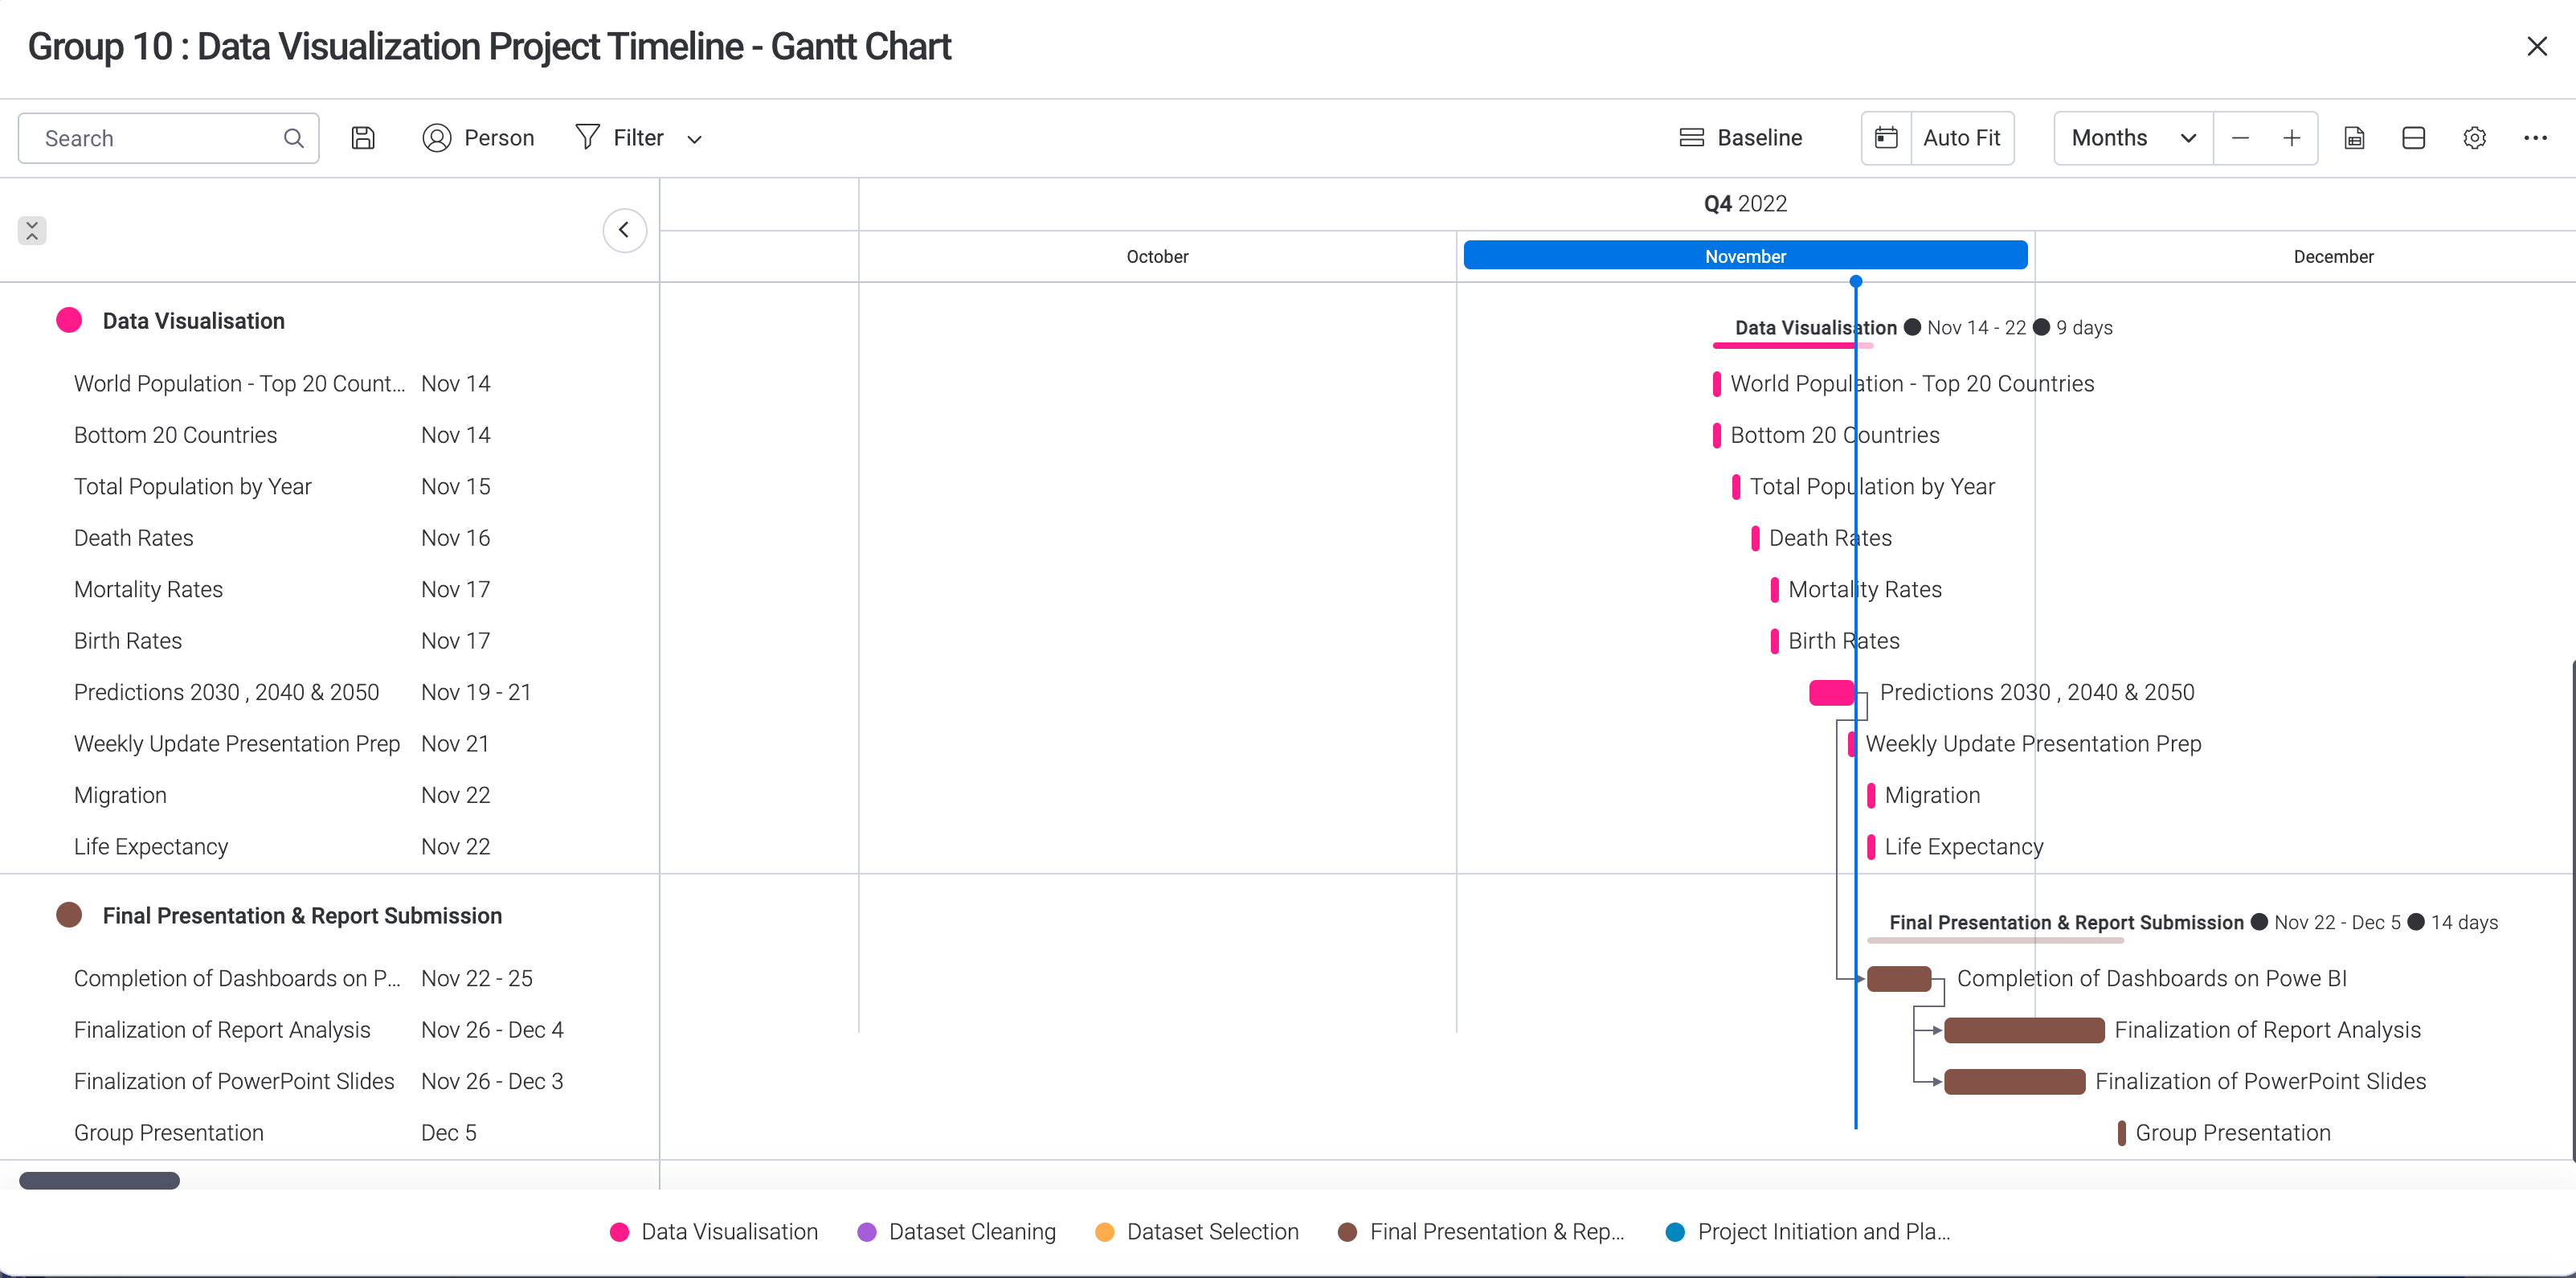 Group 10 : Data Visualization Project Timeline - Gantt Chart
Search
Person
Filter
Baseline
Auto Fit
Months
Q4 2022
October
November
December
Data Visualisation
Data Visualisation ● Nov 14 - 22 ● 9 days
World Population - Top 20 Count... Nov 14
World Population - Top 20 Countries
Bottom 20 Countries Nov 14
Bottom 20 Countries
Total Population by Year Nov 15
Total Population by Year
Death Rates Nov 16
Death Rates
Mortality Rates Nov 17
Mortality Rates
Birth Rates Nov 17
Birth Rates
Predictions 2030 , 2040 & 2050 Nov 19 - 21
Predictions 2030 , 2040 & 2050
Weekly Update Presentation Prep Nov 21
Weekly Update Presentation Prep
Migration Nov 22
Migration
Life Expectancy Nov 22
Life Expectancy
Final Presentation & Report Submission
Final Presentation & Report Submission ● Nov 22 - Dec 5 ● 14 days
Completion of Dashboards on P... Nov 22 - 25
Completion of Dashboards on Powe BI
Finalization of Report Analysis Nov 26 - Dec 4
Finalization of Report Analysis
Finalization of PowerPoint Slides Nov 26 - Dec 3
Finalization of PowerPoint Slides
Group Presentation Dec 5
Group Presentation
Data Visualisation
Dataset Cleaning
Dataset Selection
Final Presentation & Rep...
Project Initiation and Pla...